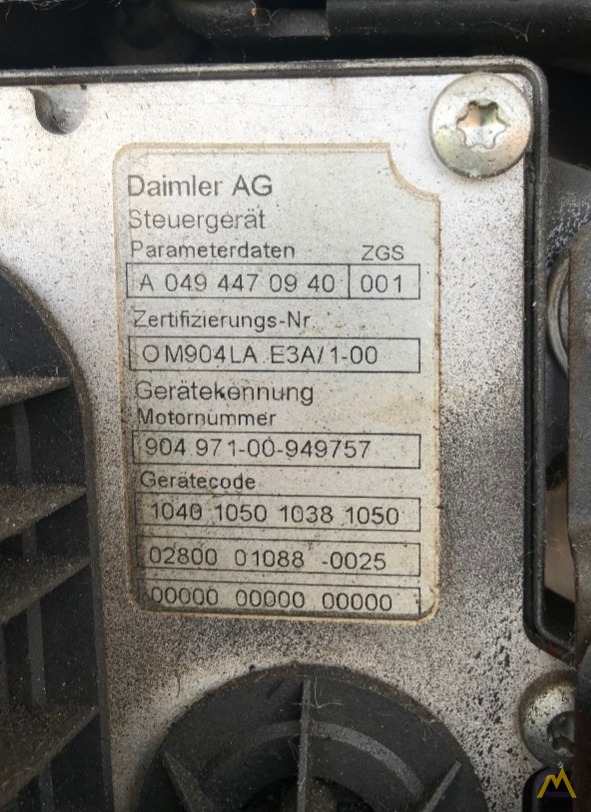 Daimler AG
Steuergerät
Parameterdaten ZGS
A 049 447 09 40 001
Zertifizierungs-Nr
OM904LA .E3A/1-00
Gerätekennung
Motornummer
904 971-00-949757
Gerätecode
1040 1050 1038 1050
02800 01088 -0025
00000 00000 00000